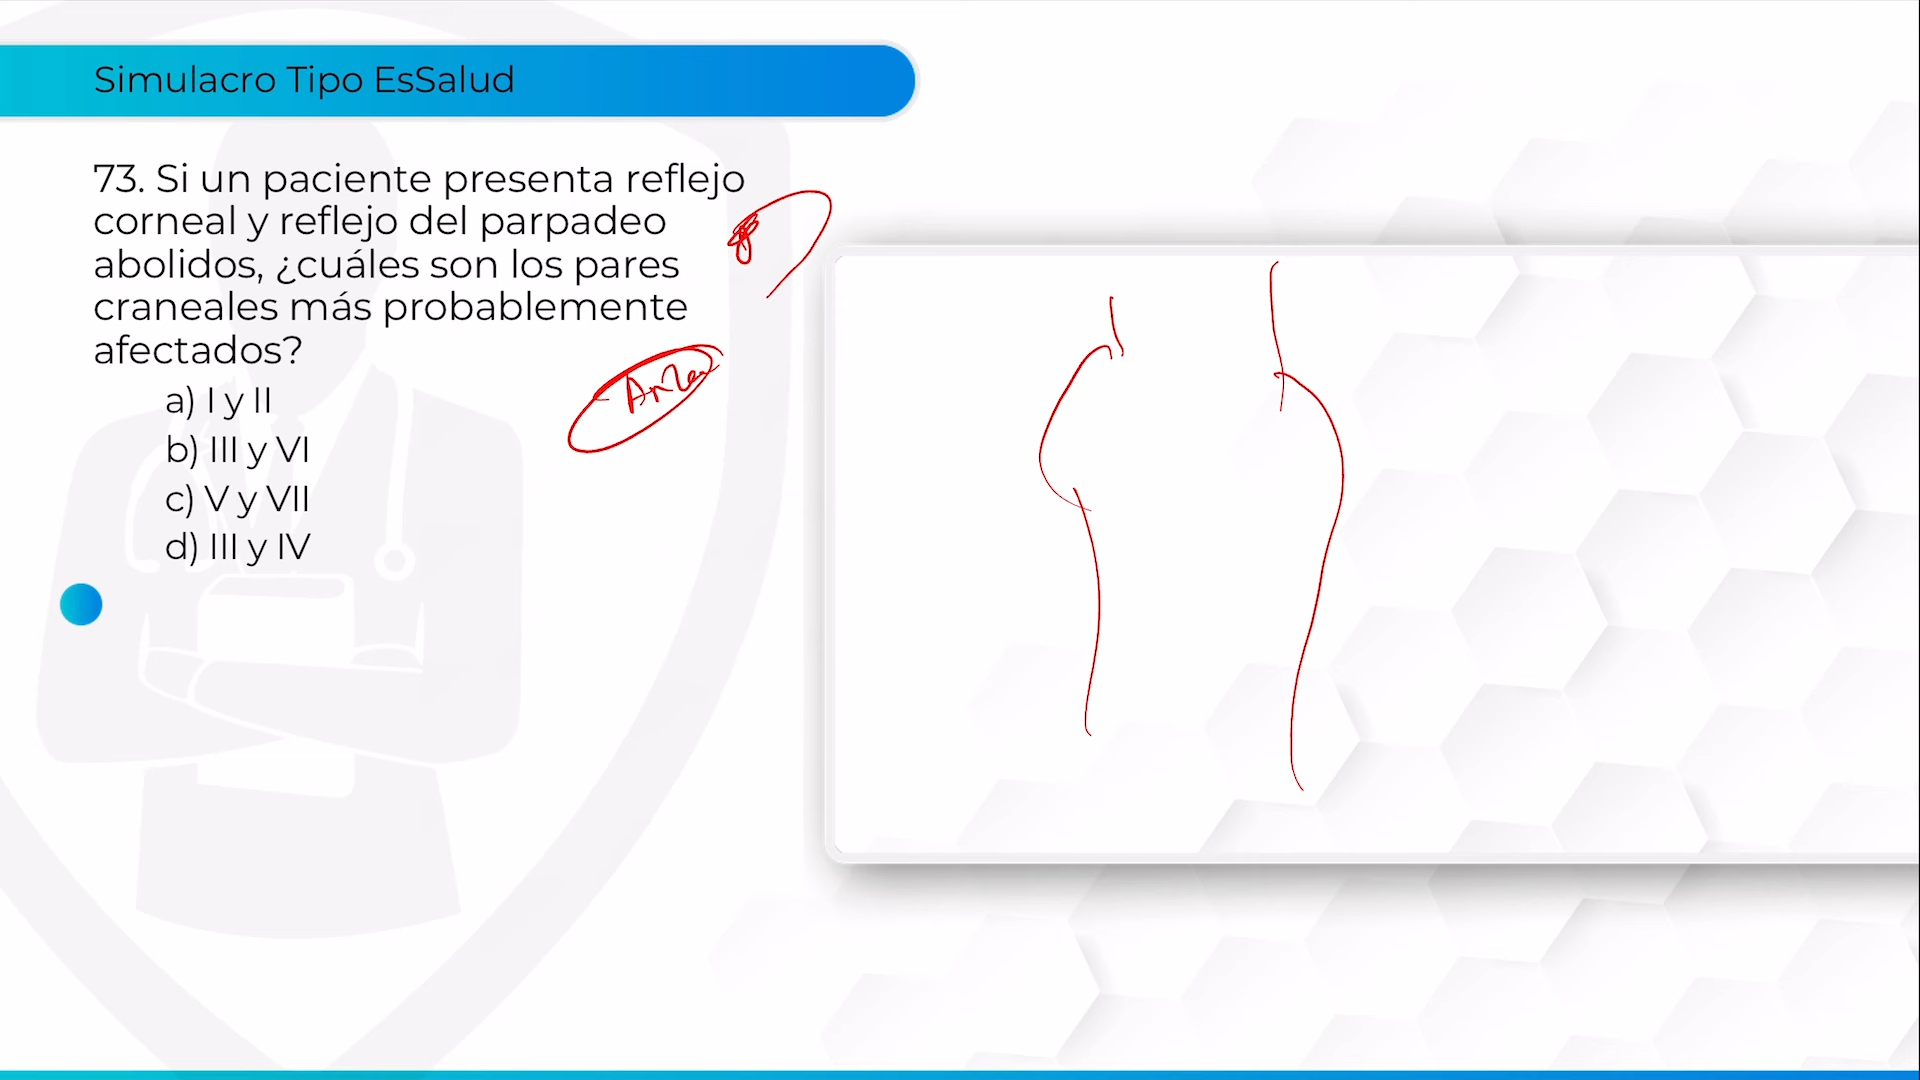 Simulacro Tipo EsSalud
73. Si un paciente presenta reflejo
corneal y reflejo del parpadeo
abolidos, ¿cuáles son los pares
craneales más probablemente
afectados?
a) I y II
b) III y VI
c) V y VII
d) III y IV